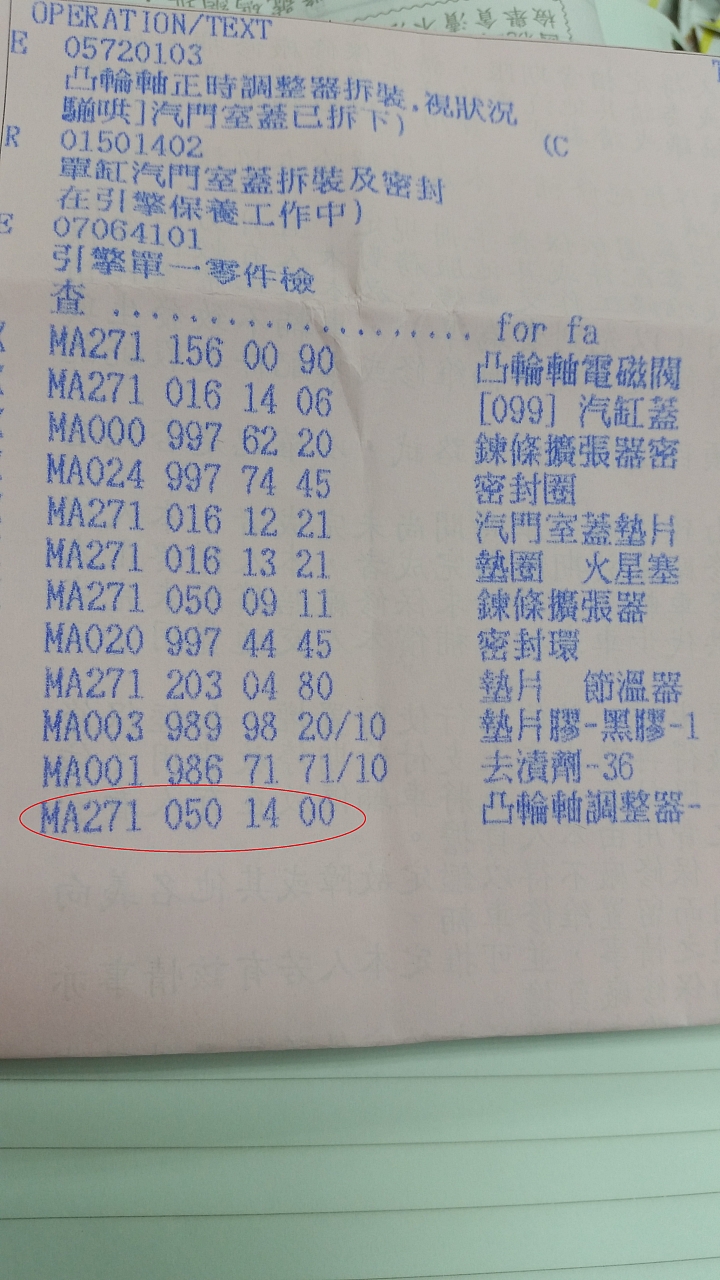 OPERATION/TEXT
E 05720103
凸輪軸正時調整器拆裝.視狀況
汽門室蓋已拆下)
R 01501402 (C
單缸汽門室蓋拆裝及密封
在引擎保養工作中)
E 07064101
引擎單一零件檢
查 ...................... for fa
MA271 156 00 90 凸輪軸電磁閥
MA271 016 14 06 [099] 汽缸蓋
MA000 997 62 20 鍊條擴張器密
MA024 997 74 45 密封圈
MA271 016 12 21 汽門室蓋墊片
MA271 016 13 21 墊圈 火星塞
MA271 050 09 11 鍊條擴張器
MA020 997 44 45 密封環
MA271 203 04 80 墊片 節溫器
MA003 989 98 20/10 墊片膠-黑膠-1
MA001 986 71 71/10 去漬劑-36
MA271 050 14 00 凸輪軸調整器-